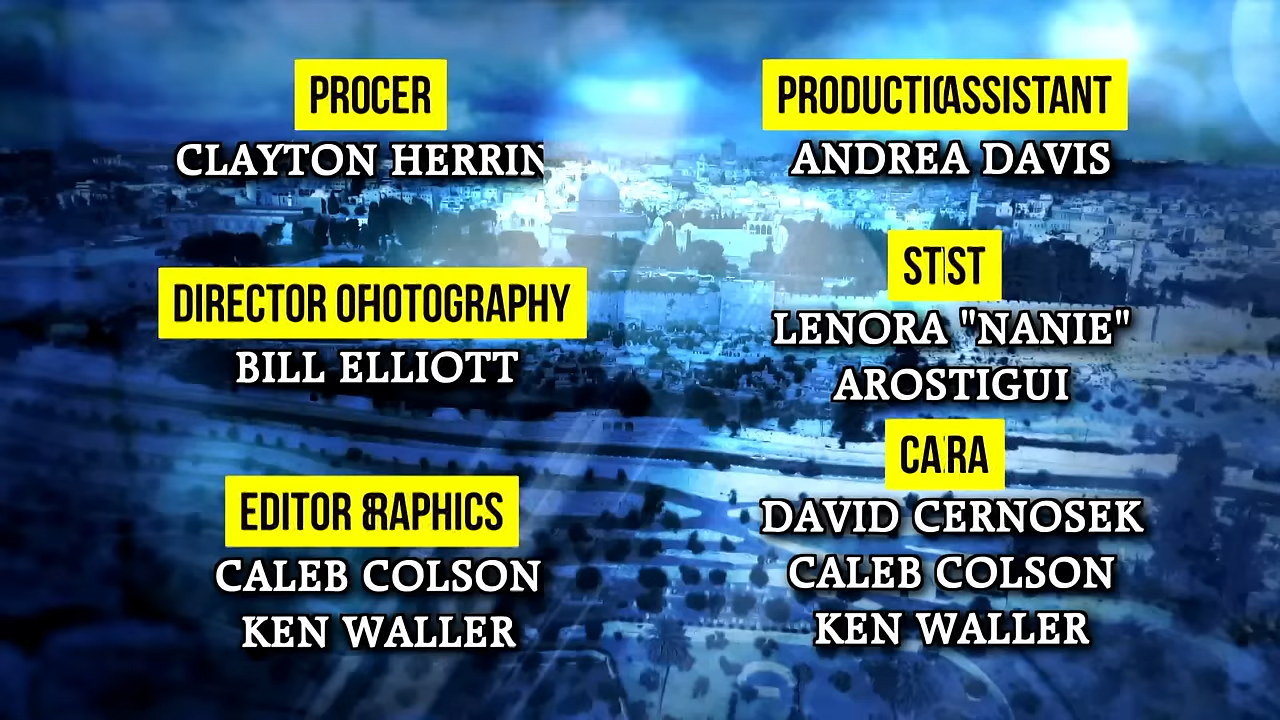 PROCER
CLAYTON HERRIN
DIRECTOR OHOTOGRAPHY
BILL ELLIOTT
EDITOR &RAPHICS
CALEB COLSON
KEN WALLER
PRODUCTI(ASSISTANT
ANDREA DAVIS
STIST
LENORA "NANIE"
AROSTIGUI
CARA
DAVID CERNOSEK
CALEB COLSON
KEN WALLER